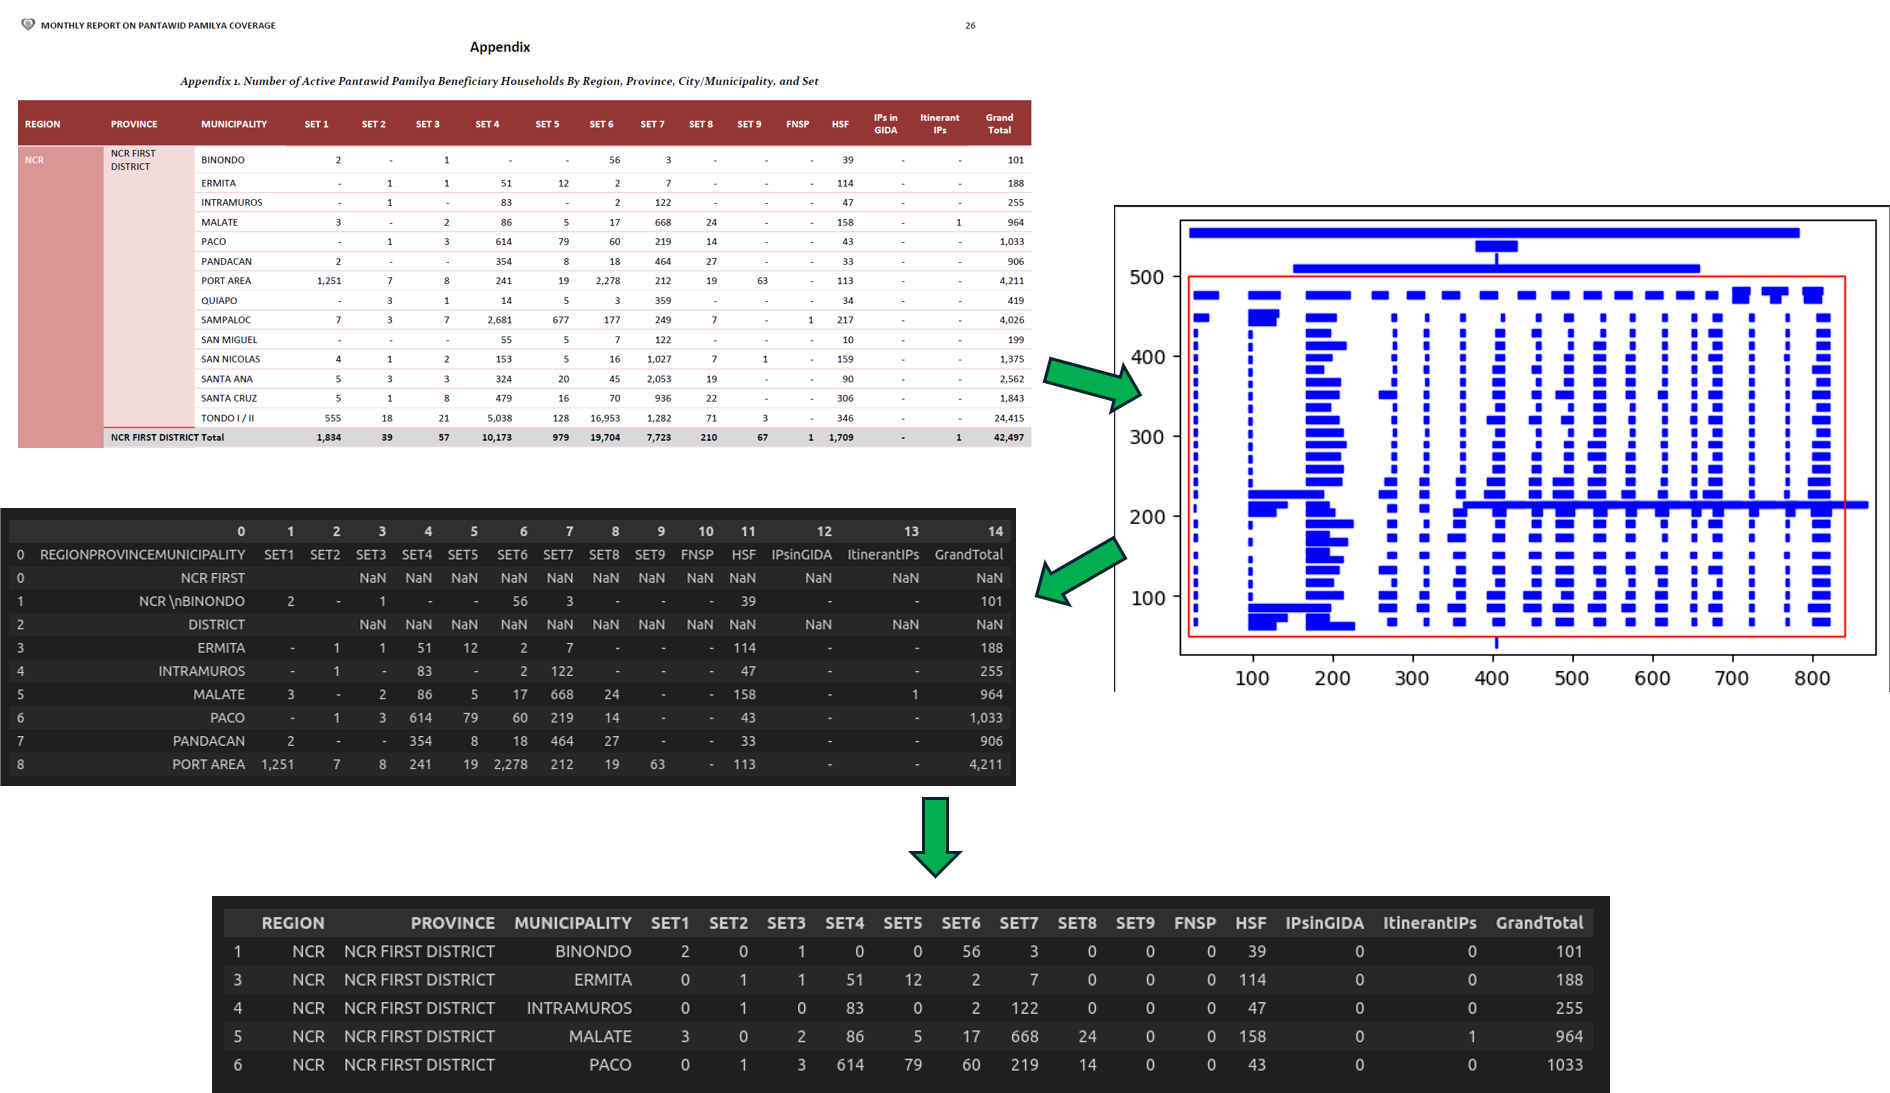 MONTHLY REPORT ON PANTAWID PAMILYA COVERAGE 26
Appendix
Appendix 1. Number of Active Pantawid Pamilya Beneficiary Households By Region, Province, City/Municipality, and Set
REGION PROVINCE MUNICIPALITY SET 1 SET 2 SET 3 SET 4 SET 5 SET 6 SET 7 SET 8 SET 9 FNSP HSF IPs in GIDA Itinerant IPs Grand Total
NCR NCR FIRST DISTRICT BINONDO 2 - 1 - - 56 3 - - - 39 - - 101
ERMITA - 1 1 51 12 2 7 - - - 114 - - 188
INTRAMUROS - 1 - 83 - 2 122 - - - 47 - - 255
MALATE 3 - 2 86 5 17 668 24 - - 158 - 1 964
PACO - 1 3 614 79 60 219 14 - - 43 - - 1,033
PANDACAN 2 - - 354 8 18 464 27 - - 33 - - 906
PORT AREA 1,251 7 8 241 19 2,278 212 19 63 - 113 - - 4,211
QUIAPO - 3 1 14 5 3 359 - - - 34 - - 419
SAMPALOC 7 3 7 2,681 677 177 249 7 - 1 217 - - 4,026
SAN MIGUEL - - - 55 5 7 122 - - - 10 - - 199
SAN NICOLAS 4 1 2 153 5 16 1,027 7 1 - 159 - - 1,375
SANTA ANA 5 3 3 324 20 45 2,053 19 - - 90 - - 2,562
SANTA CRUZ 5 1 8 479 16 70 936 22 - - 306 - - 1,843
TONDO I / II 555 18 21 5,038 128 16,953 1,282 71 3 - 346 - - 24,415
NCR FIRST DISTRICT Total 1,834 39 57 10,173 979 19,704 7,723 210 67 1 1,709 - 1 42,497
500
400
300
200
100
100 200 300 400 500 600 700 800
0 1 2 3 4 5 6 7 8 9 10 11 12 13 14
0 REGIONPROVINCEMUNICIPALITY SET1 SET2 SET3 SET4 SET5 SET6 SET7 SET8 SET9 FNSP HSF IPsinGIDA ItinerantIPs GrandTotal
0 NCR FIRST NaN NaN NaN NaN NaN NaN NaN NaN NaN NaN NaN NaN
1 NCR \nBINONDO 2 - 1 - - 56 3 - - - 39 - - 101
2 DISTRICT NaN NaN NaN NaN NaN NaN NaN NaN NaN NaN NaN NaN
3 ERMITA - 1 1 51 12 2 7 - - - 114 - - 188
4 INTRAMUROS - 1 - 83 - 2 122 - - - 47 - - 255
5 MALATE 3 - 2 86 5 17 668 24 - - 158 - 1 964
6 PACO - 1 3 614 79 60 219 14 - - 43 - - 1,033
7 PANDACAN 2 - - 354 8 18 464 27 - - 33 - - 906
8 PORT AREA 1,251 7 8 241 19 2,278 212 19 63 - 113 - - 4,211
REGION PROVINCE MUNICIPALITY SET1 SET2 SET3 SET4 SET5 SET6 SET7 SET8 SET9 FNSP HSF IPsinGIDA ItinerantIPs GrandTotal
1 NCR NCR FIRST DISTRICT BINONDO 2 0 1 0 0 56 3 0 0 0 39 0 0 101
3 NCR NCR FIRST DISTRICT ERMITA 0 1 1 51 12 2 7 0 0 0 114 0 0 188
4 NCR NCR FIRST DISTRICT INTRAMUROS 0 1 0 83 0 2 122 0 0 0 47 0 0 255
5 NCR NCR FIRST DISTRICT MALATE 3 0 2 86 5 17 668 24 0 0 158 0 1 964
6 NCR NCR FIRST DISTRICT PACO 0 1 3 614 79 60 219 14 0 0 43 0 0 1033